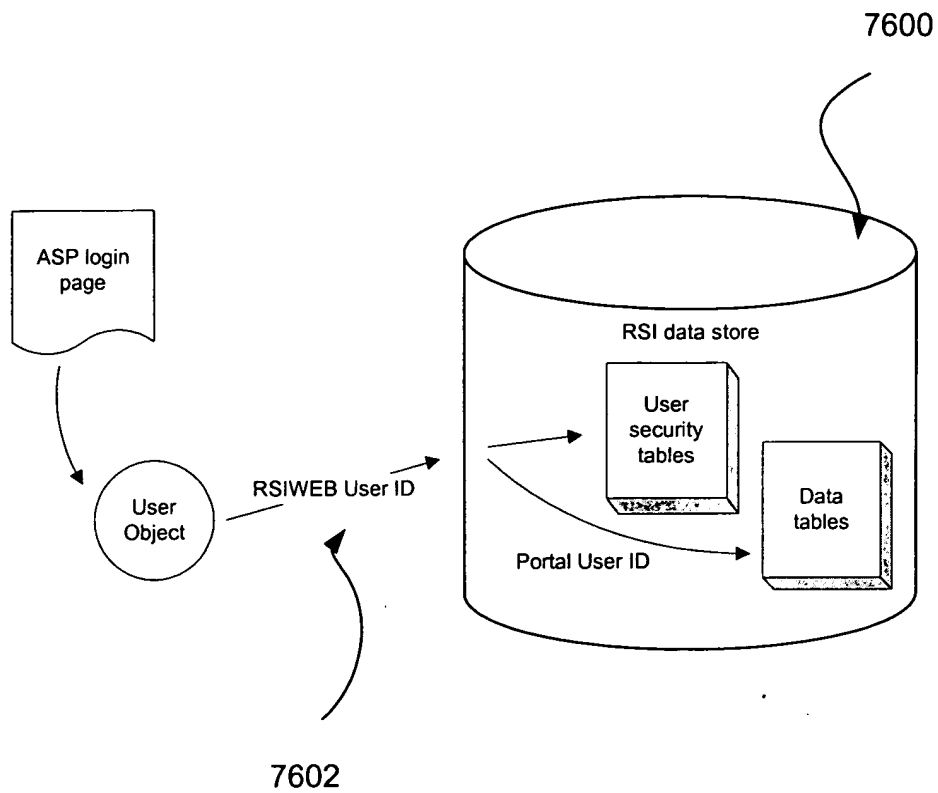 7600
ASP login
page
RSI data store
User
security
tables
RSIWEB User ID
User
Object
Data
tables
Portal User ID
7602